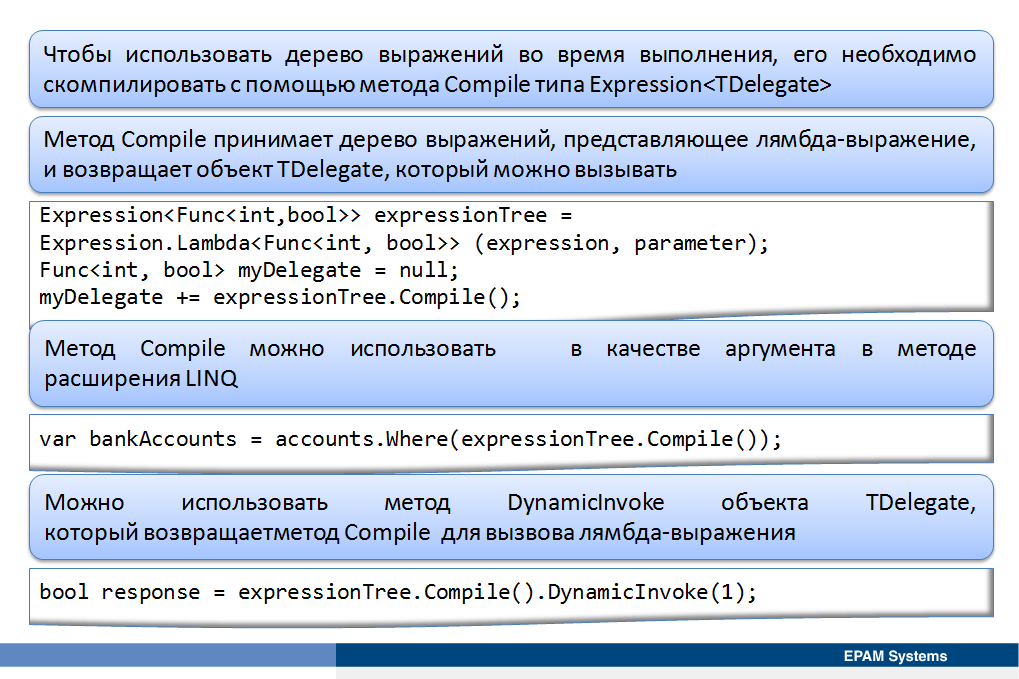 Чтобы использовать дерево выражений во время выполнения, его необходимо
скомпилировать с помощью метода Compile типа Expression<TDelegate>
Метод Compile принимает дерево выражений, представляющее лямбда-выражение,
и возвращает объект TDelegate, который можно вызывать
Expression<Func<int,bool>> expressionTree =
Expression.Lambda<Func<int, bool>> (expression, parameter);
Func<int, bool> myDelegate = null;
myDelegate += expressionTree.Compile();
Метод Compile можно использовать в качестве аргумента в методе
расширения LINQ
var bankAccounts = accounts.Where(expressionTree.Compile());
Можно использовать метод DynamicInvoke объекта TDelegate,
который возвращаетметод Compile для вызвова лямбда-выражения
bool response = expressionTree.Compile().DynamicInvoke(1);
EPAM Systems